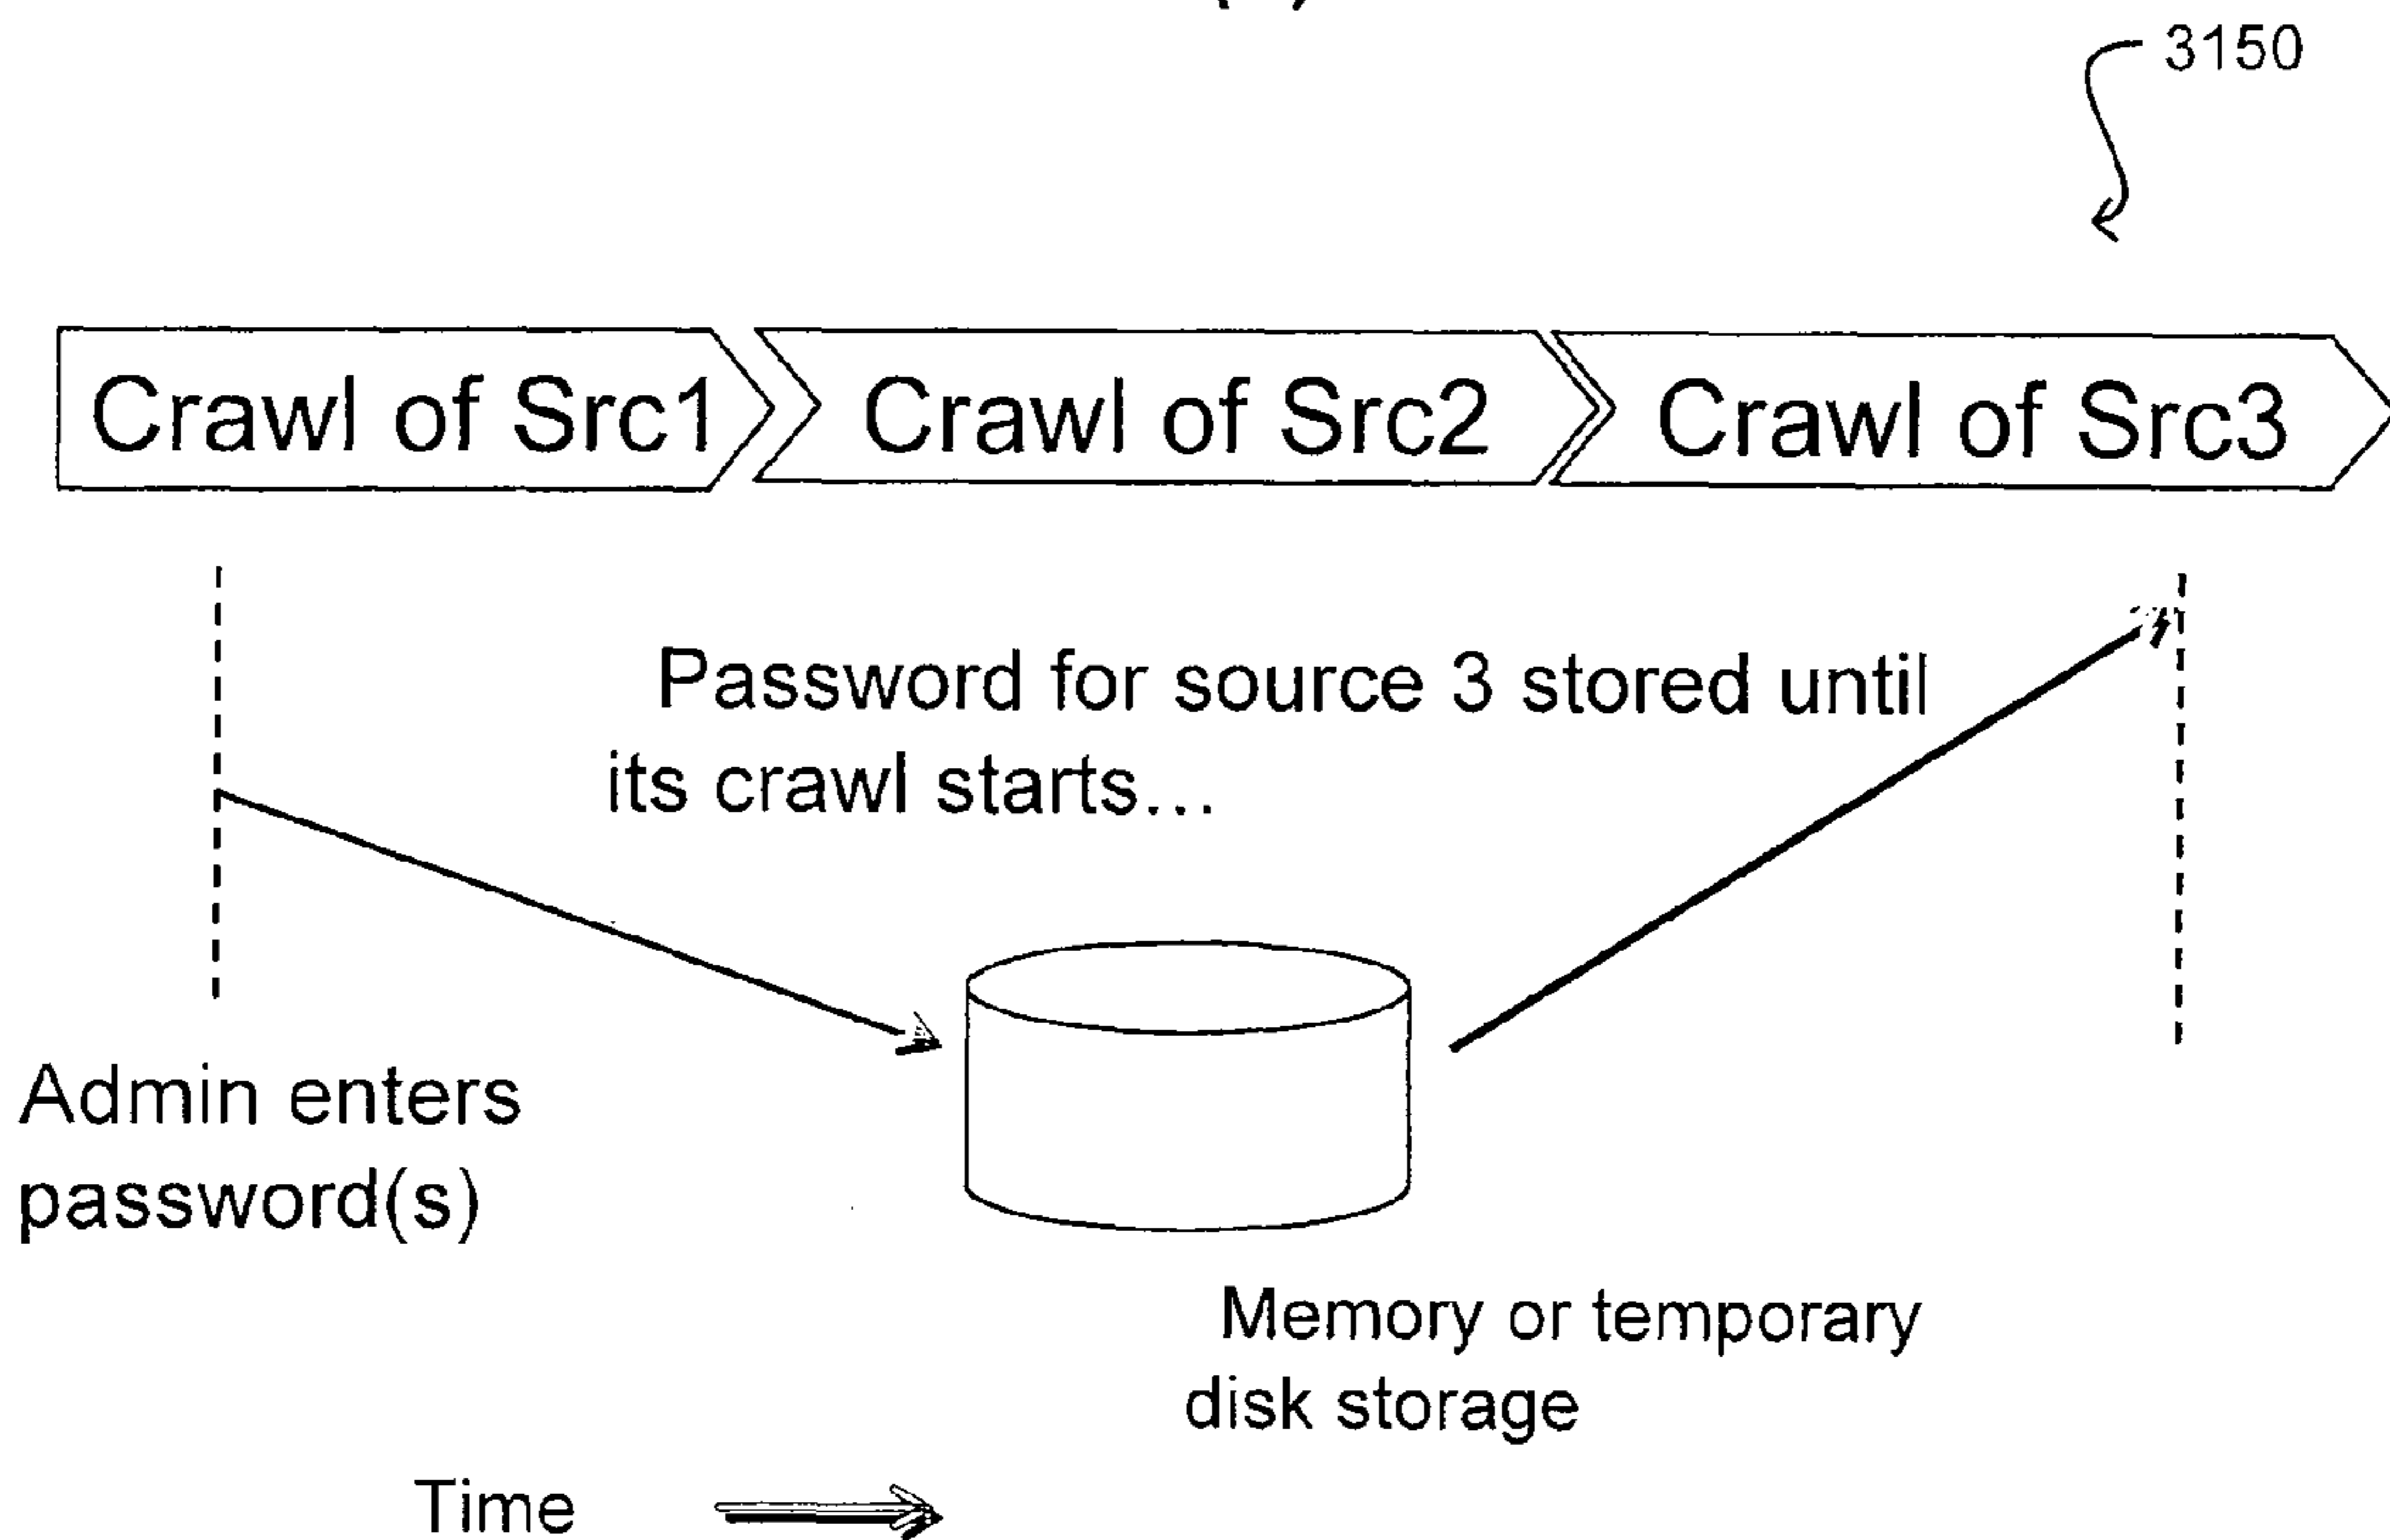 3150
Crawl of Src1
Crawl of Src2
Crawl of Src3
Password for source 3 stored until
its crawl starts...
Admin enters
password(s)
Memory or temporary
disk storage
Time